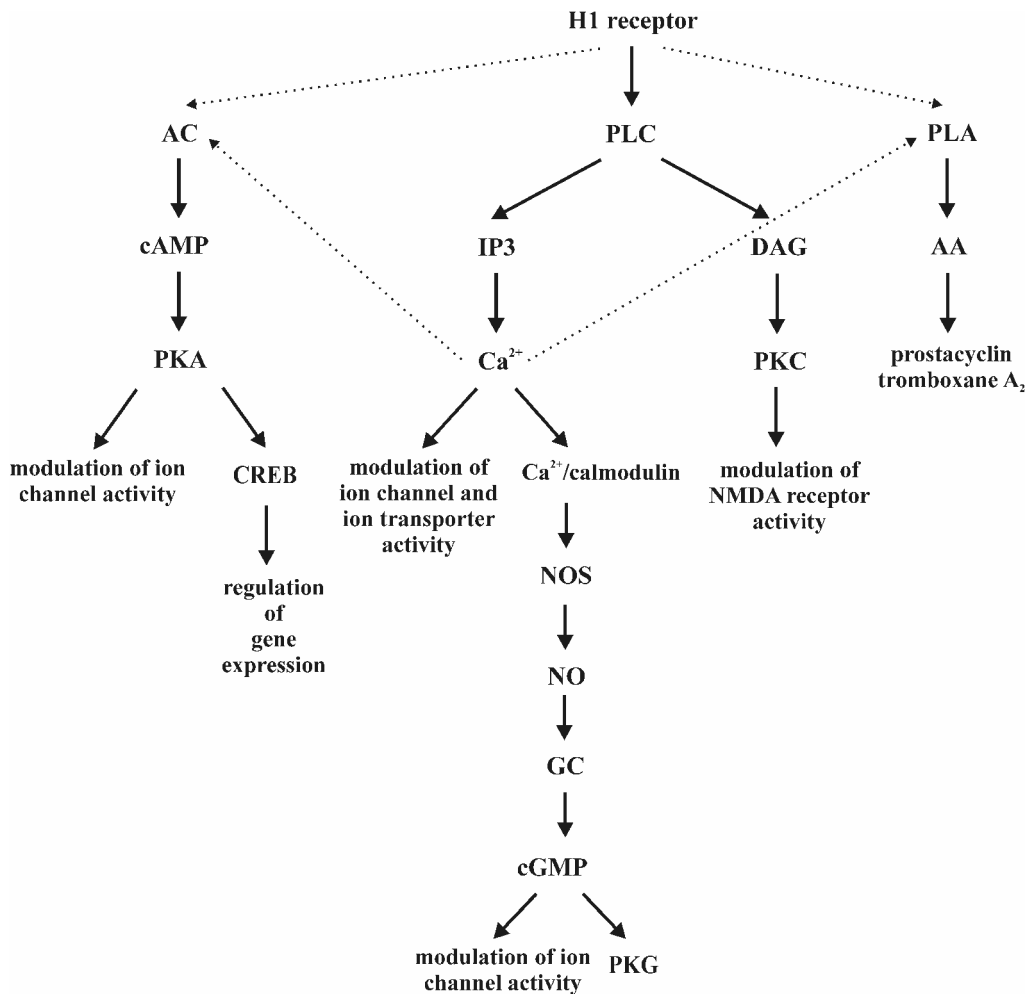 H1 receptor
AC
PLC
PLA
cAMP
IP3
DAG
AA
PKA
Ca²⁺
PKC
prostacyclin
tromboxane A₂
modulation of ion
channel activity
CREB
modulation of
ion channel and
ion transporter
activity
Ca²⁺/calmodulin
modulation of
NMDA receptor
activity
regulation
of
gene
expression
NOS
NO
GC
cGMP
modulation of ion
channel activity
PKG